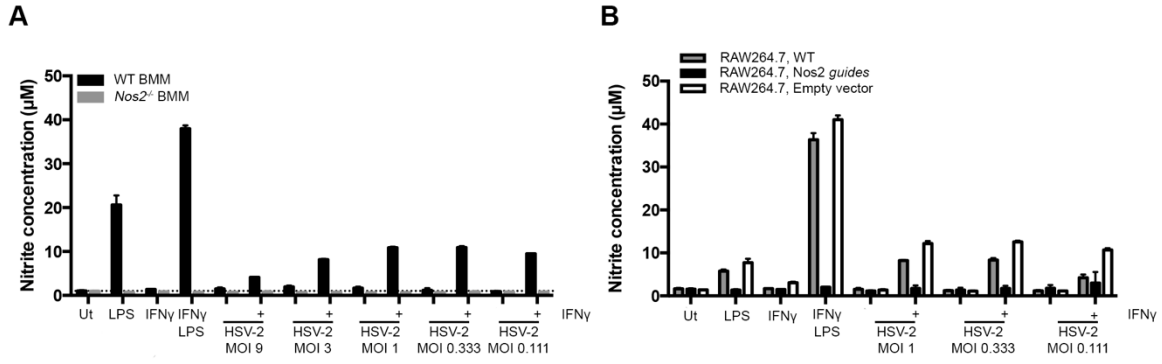 A
Nitrite concentration (µM)
50
40
30
20
10
0
WT BMM
Nos2-/- BMM
Ut
LPS
IFNγ
IFNγ
LPS
+
+
+
+
+
IFNγ
HSV-2
MOI 9
HSV-2
MOI 3
HSV-2
MOI 1
HSV-2
MOI 0.333
HSV-2
MOI 0.111
B
Nitrite concentration (µM)
50
40
30
20
10
0
RAW264.7, WT
RAW264.7, Nos2 guides
RAW264.7, Empty vector
Ut
LPS
IFNγ
IFNγ
LPS
+
+
+
IFNγ
HSV-2
MOI 1
HSV-2
MOI 0.333
HSV-2
MOI 0.111